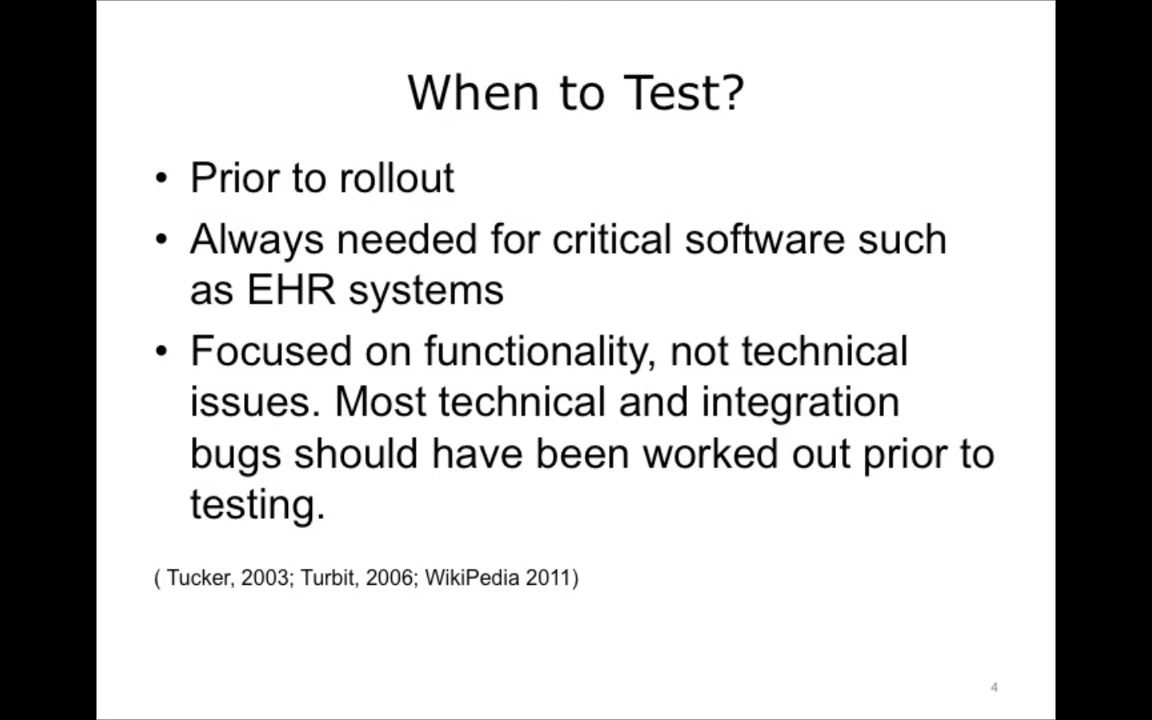 When to Test?
• Prior to rollout
• Always needed for critical software such
as EHR systems
• Focused on functionality, not technical
issues. Most technical and integration
bugs should have been worked out prior to
testing.
( Tucker, 2003; Turbit, 2006; WikiPedia 2011)
4